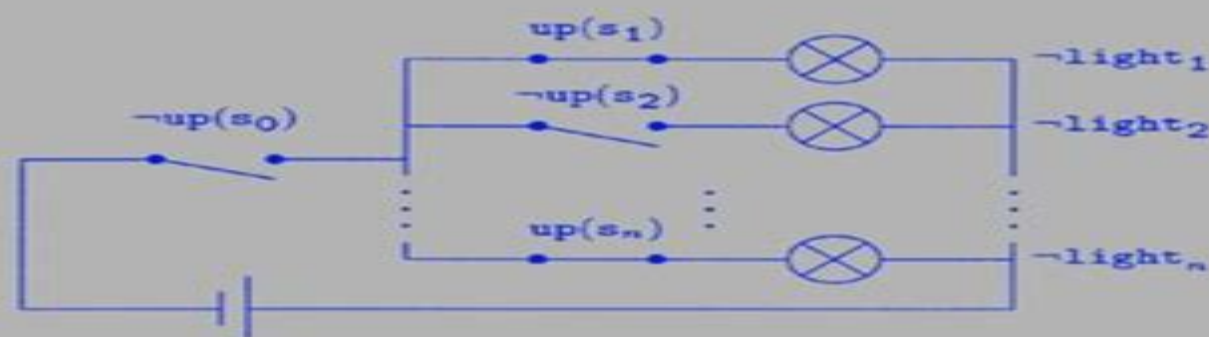 up(s₁)
¬light₁
¬up(s₂)
¬up(s₀)
¬light₂
up(sₙ)
¬lightₙ